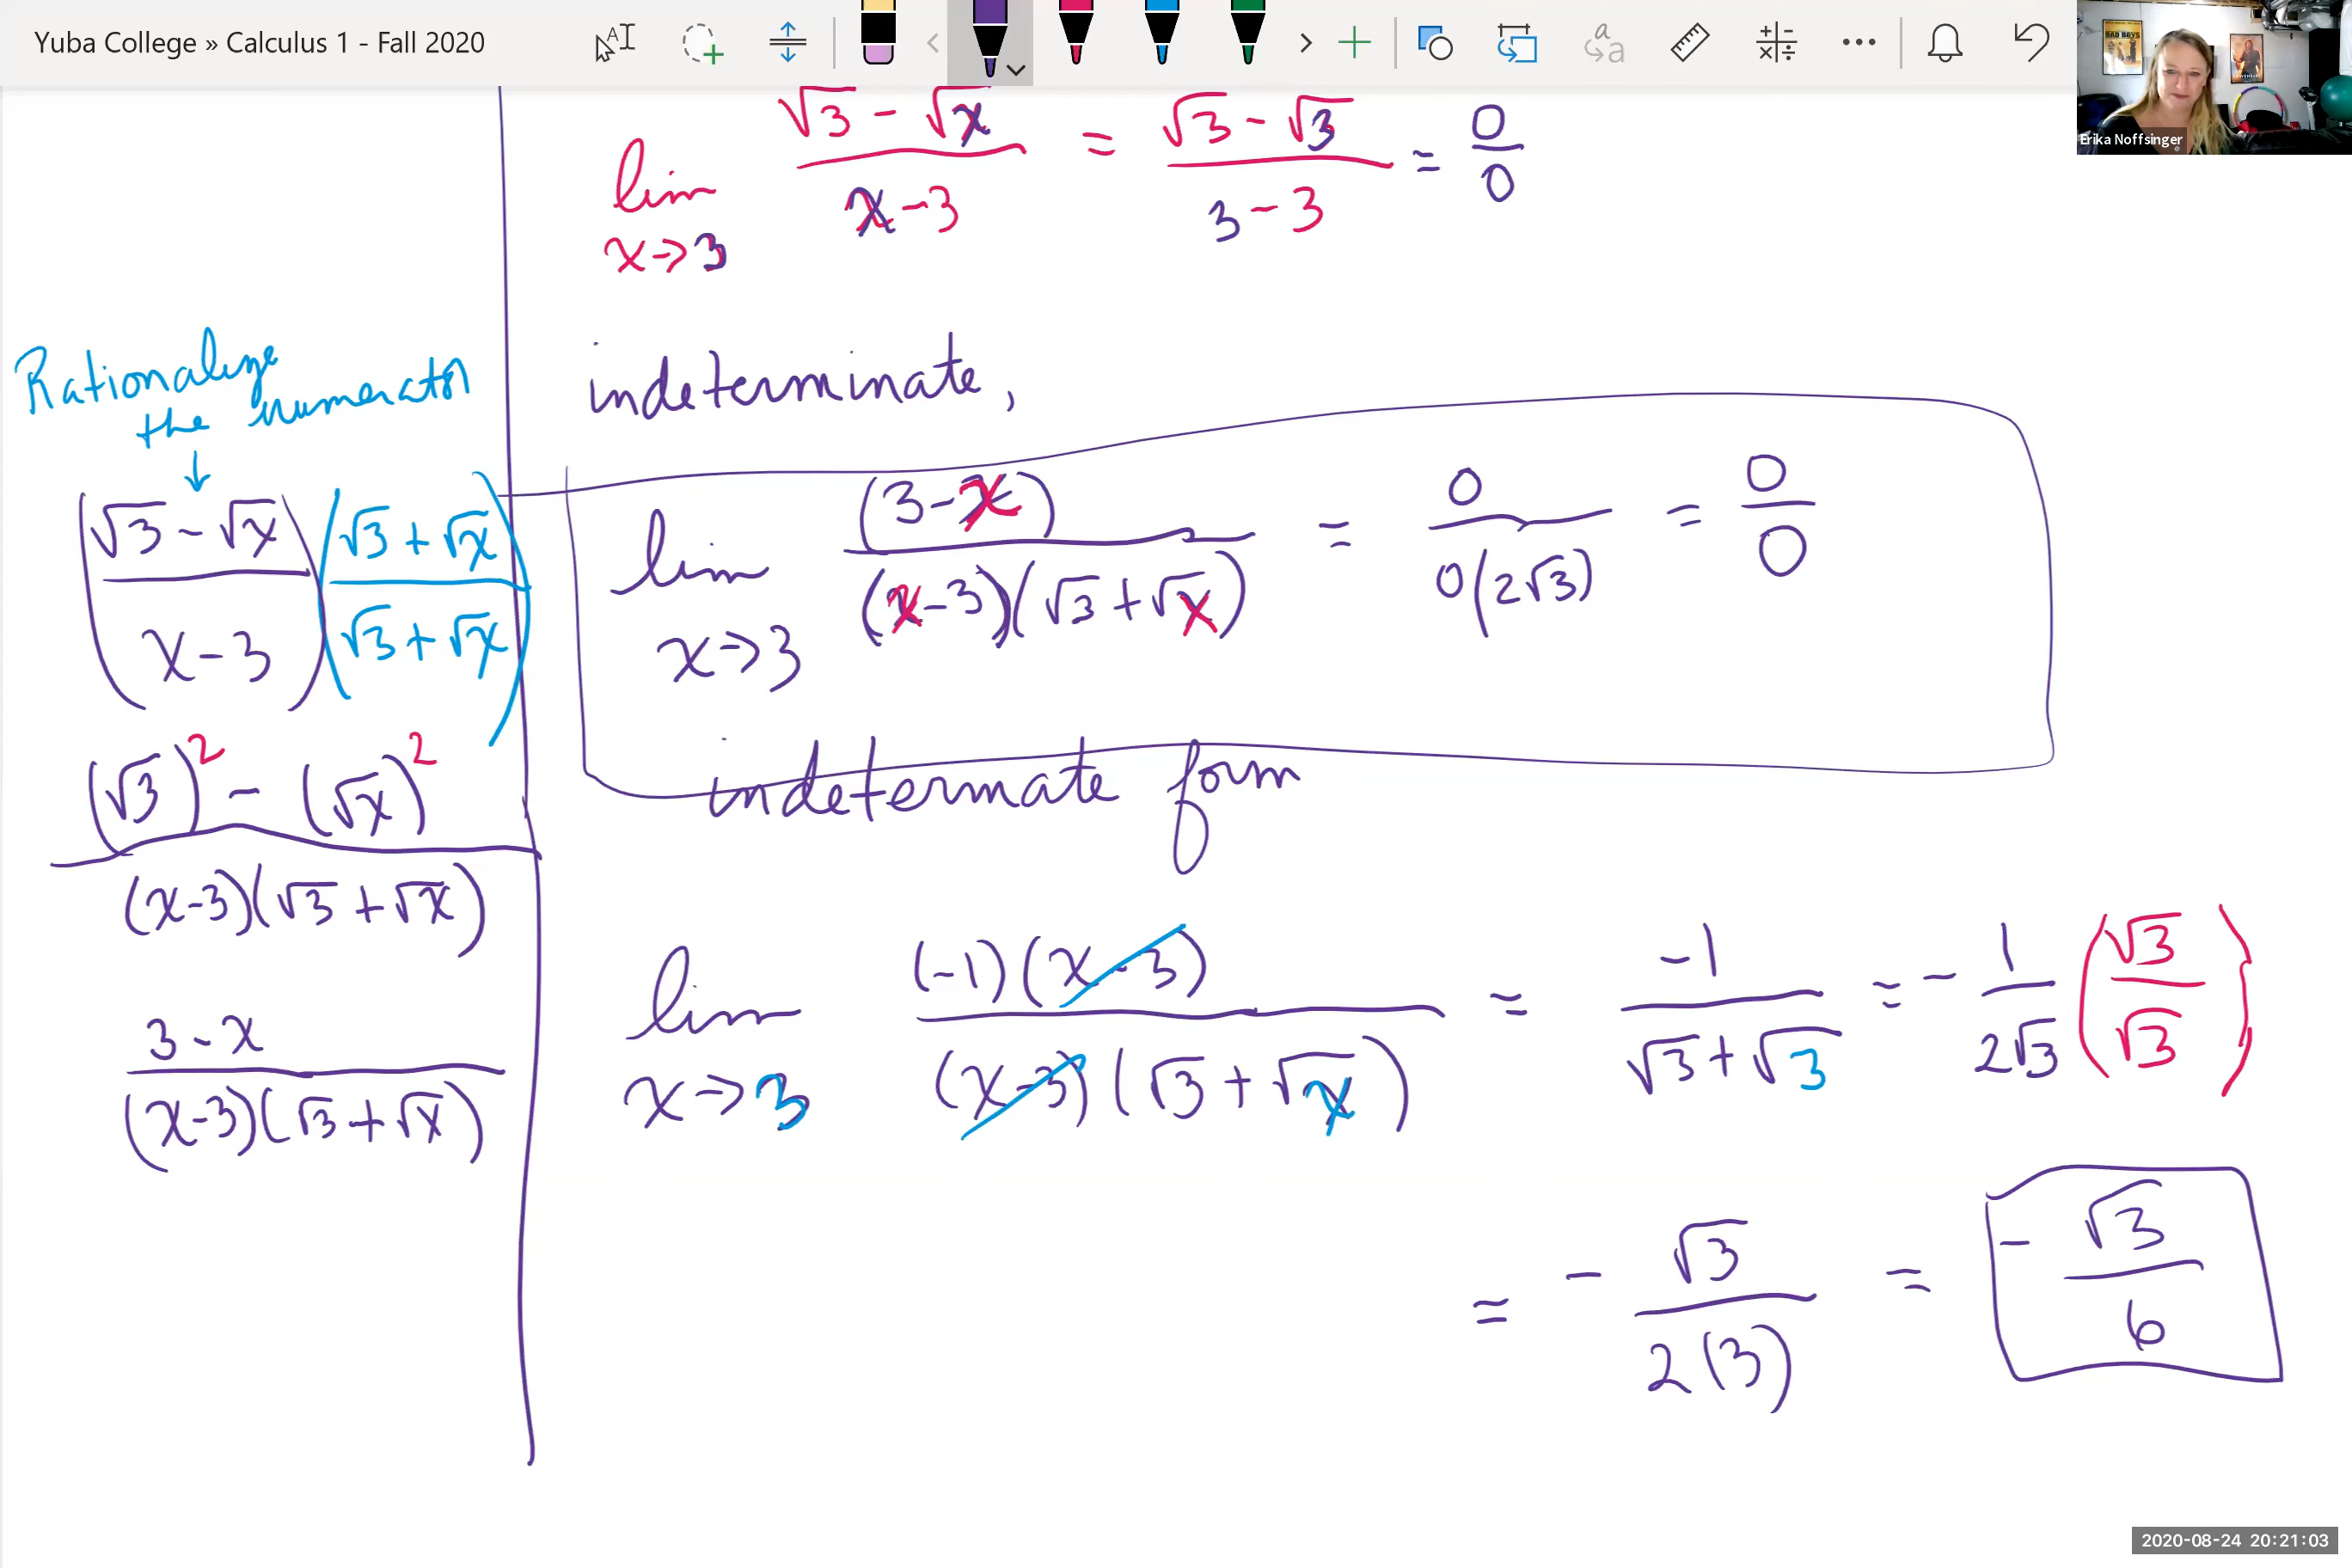 Yuba College » Calculus 1 - Fall 2020
Erika Noffsinger
lim x→3 (√3 - √x)/(x-3) = (√3 - √3)/(3-3) = 0/0
indeterminate,
Rationalize
the numerator
↓
((√3 - √x)/(x-3)) ((√3 + √x)/(√3 + √x))
((√3)² - (√x)²)/((x-3)(√3 + √x))
(3-x)/((x-3)(√3 + √x))
lim x→3 (3-x)/((x-3)(√3 + √x)) = 0/(0(2√3)) = 0/0
indetermate form
lim x→3 ((-1)(x-3))/((x-3)(√3 + √x)) = -1/(√3 + √3) = - 1/(2√3) (√3/√3)
= - √3/(2(3)) = - √3/6
2020-08-24 20:21:03